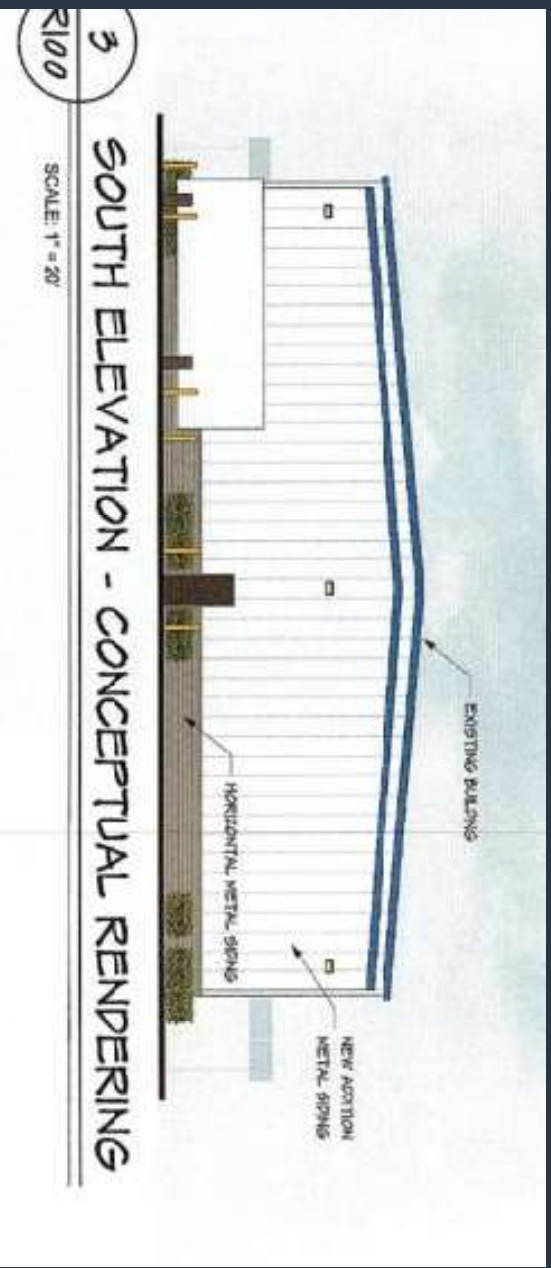 EXISTING BUILDING
NEW ADDITION
METAL SIDING
HORIZONTAL METAL SIDING
3
R100
SOUTH ELEVATION - CONCEPTUAL RENDERING
SCALE: 1" = 20'